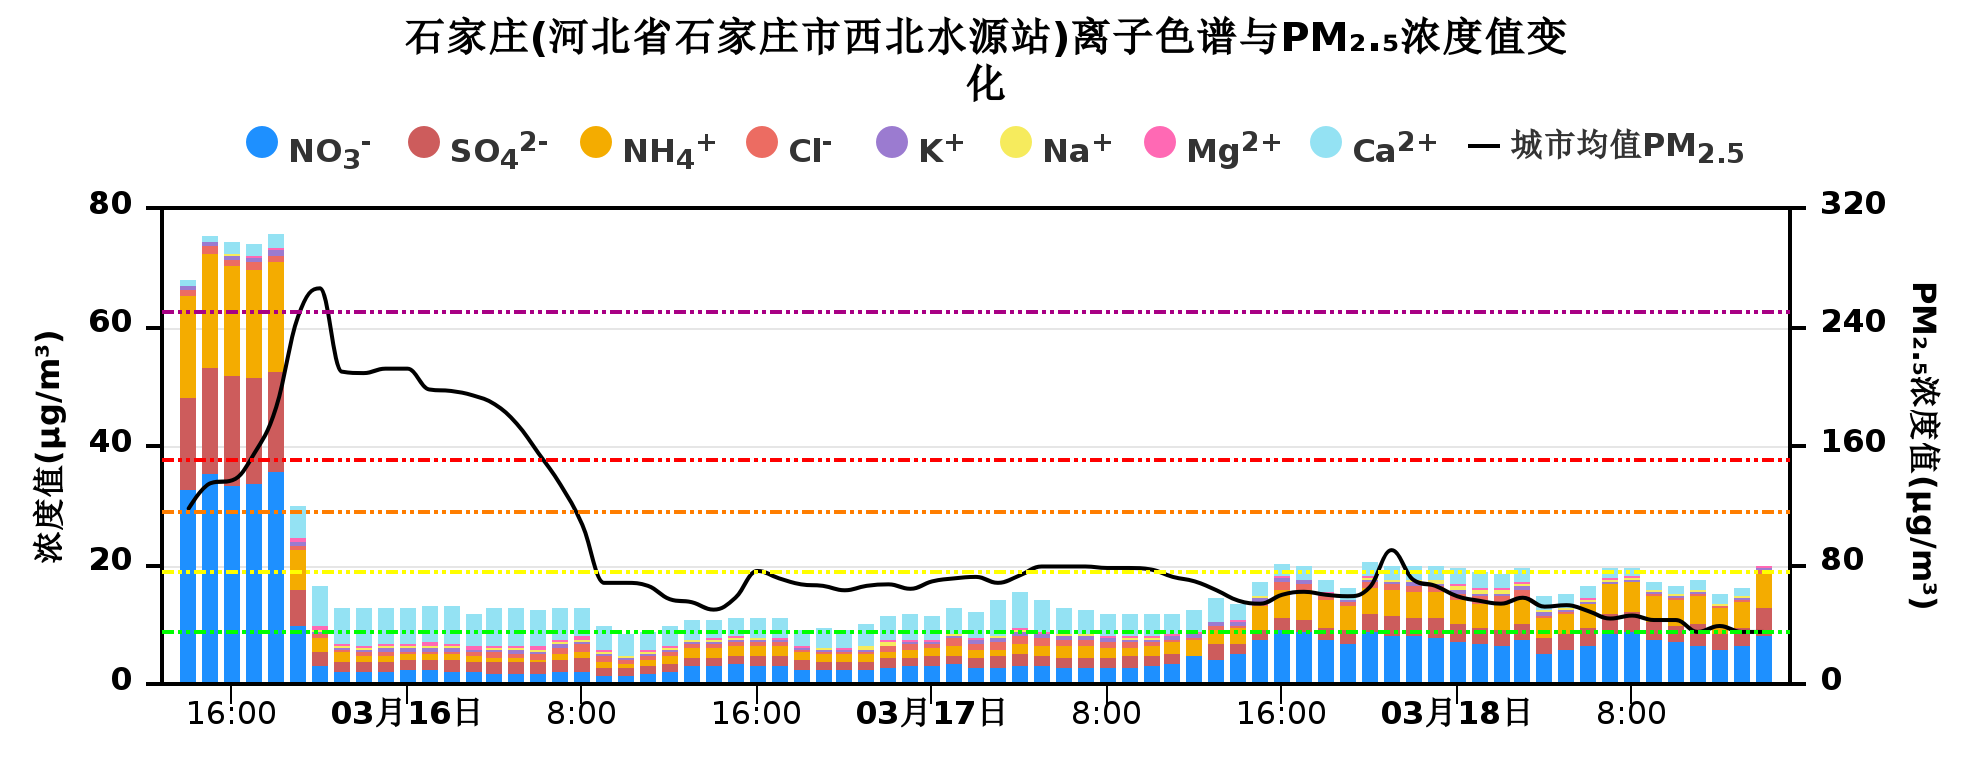 石家庄(河北省石家庄市西北水源站)离子色谱与PM₂.₅浓度值变
化
NO₃⁻ SO₄²⁻ NH₄⁺ Cl⁻ K⁺ Na⁺ Mg²⁺ Ca²⁺ 城市均值PM₂.₅
浓度值(μg/m³)
80
60
40
20
0
320
240
160
80
0
PM₂.₅浓度值(μg/m³)
16:00 03月16日 8:00 16:00 03月17日 8:00 16:00 03月18日 8:00